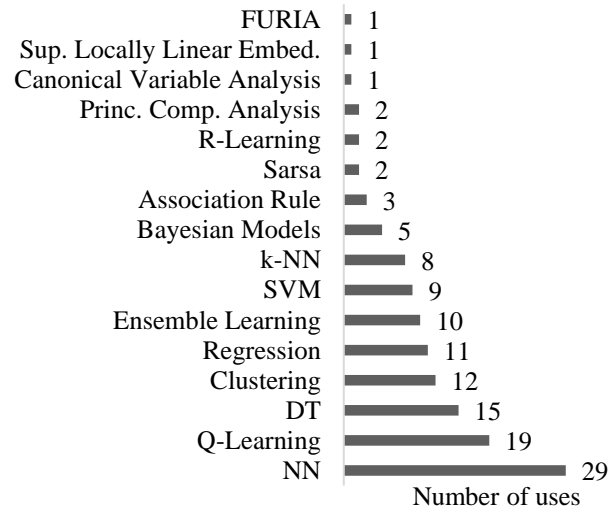 FURIA 1
Sup. Locally Linear Embed. 1
Canonical Variable Analysis 1
Princ. Comp. Analysis 2
R-Learning 2
Sarsa 2
Association Rule 3
Bayesian Models 5
k-NN 8
SVM 9
Ensemble Learning 10
Regression 11
Clustering 12
DT 15
Q-Learning 19
NN 29
Number of uses